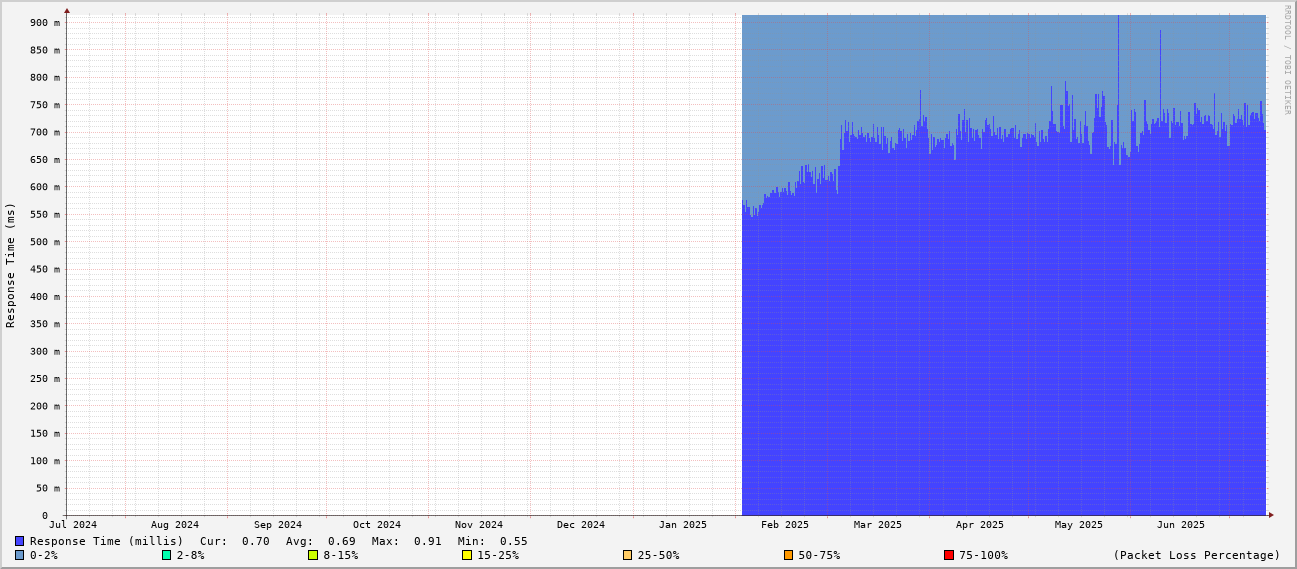 RRDTOOL / TOBI OETIKER
Response Time (ms)
900 m
850 m
800 m
750 m
700 m
650 m
600 m
550 m
500 m
450 m
400 m
350 m
300 m
250 m
200 m
150 m
100 m
50 m
0
Jul 2024 Aug 2024 Sep 2024 Oct 2024 Nov 2024 Dec 2024 Jan 2025 Feb 2025 Mar 2025 Apr 2025 May 2025 Jun 2025
Response Time (millis) Cur: 0.70 Avg: 0.69 Max: 0.91 Min: 0.55
0-2% 2-8% 8-15% 15-25% 25-50% 50-75% 75-100% (Packet Loss Percentage)